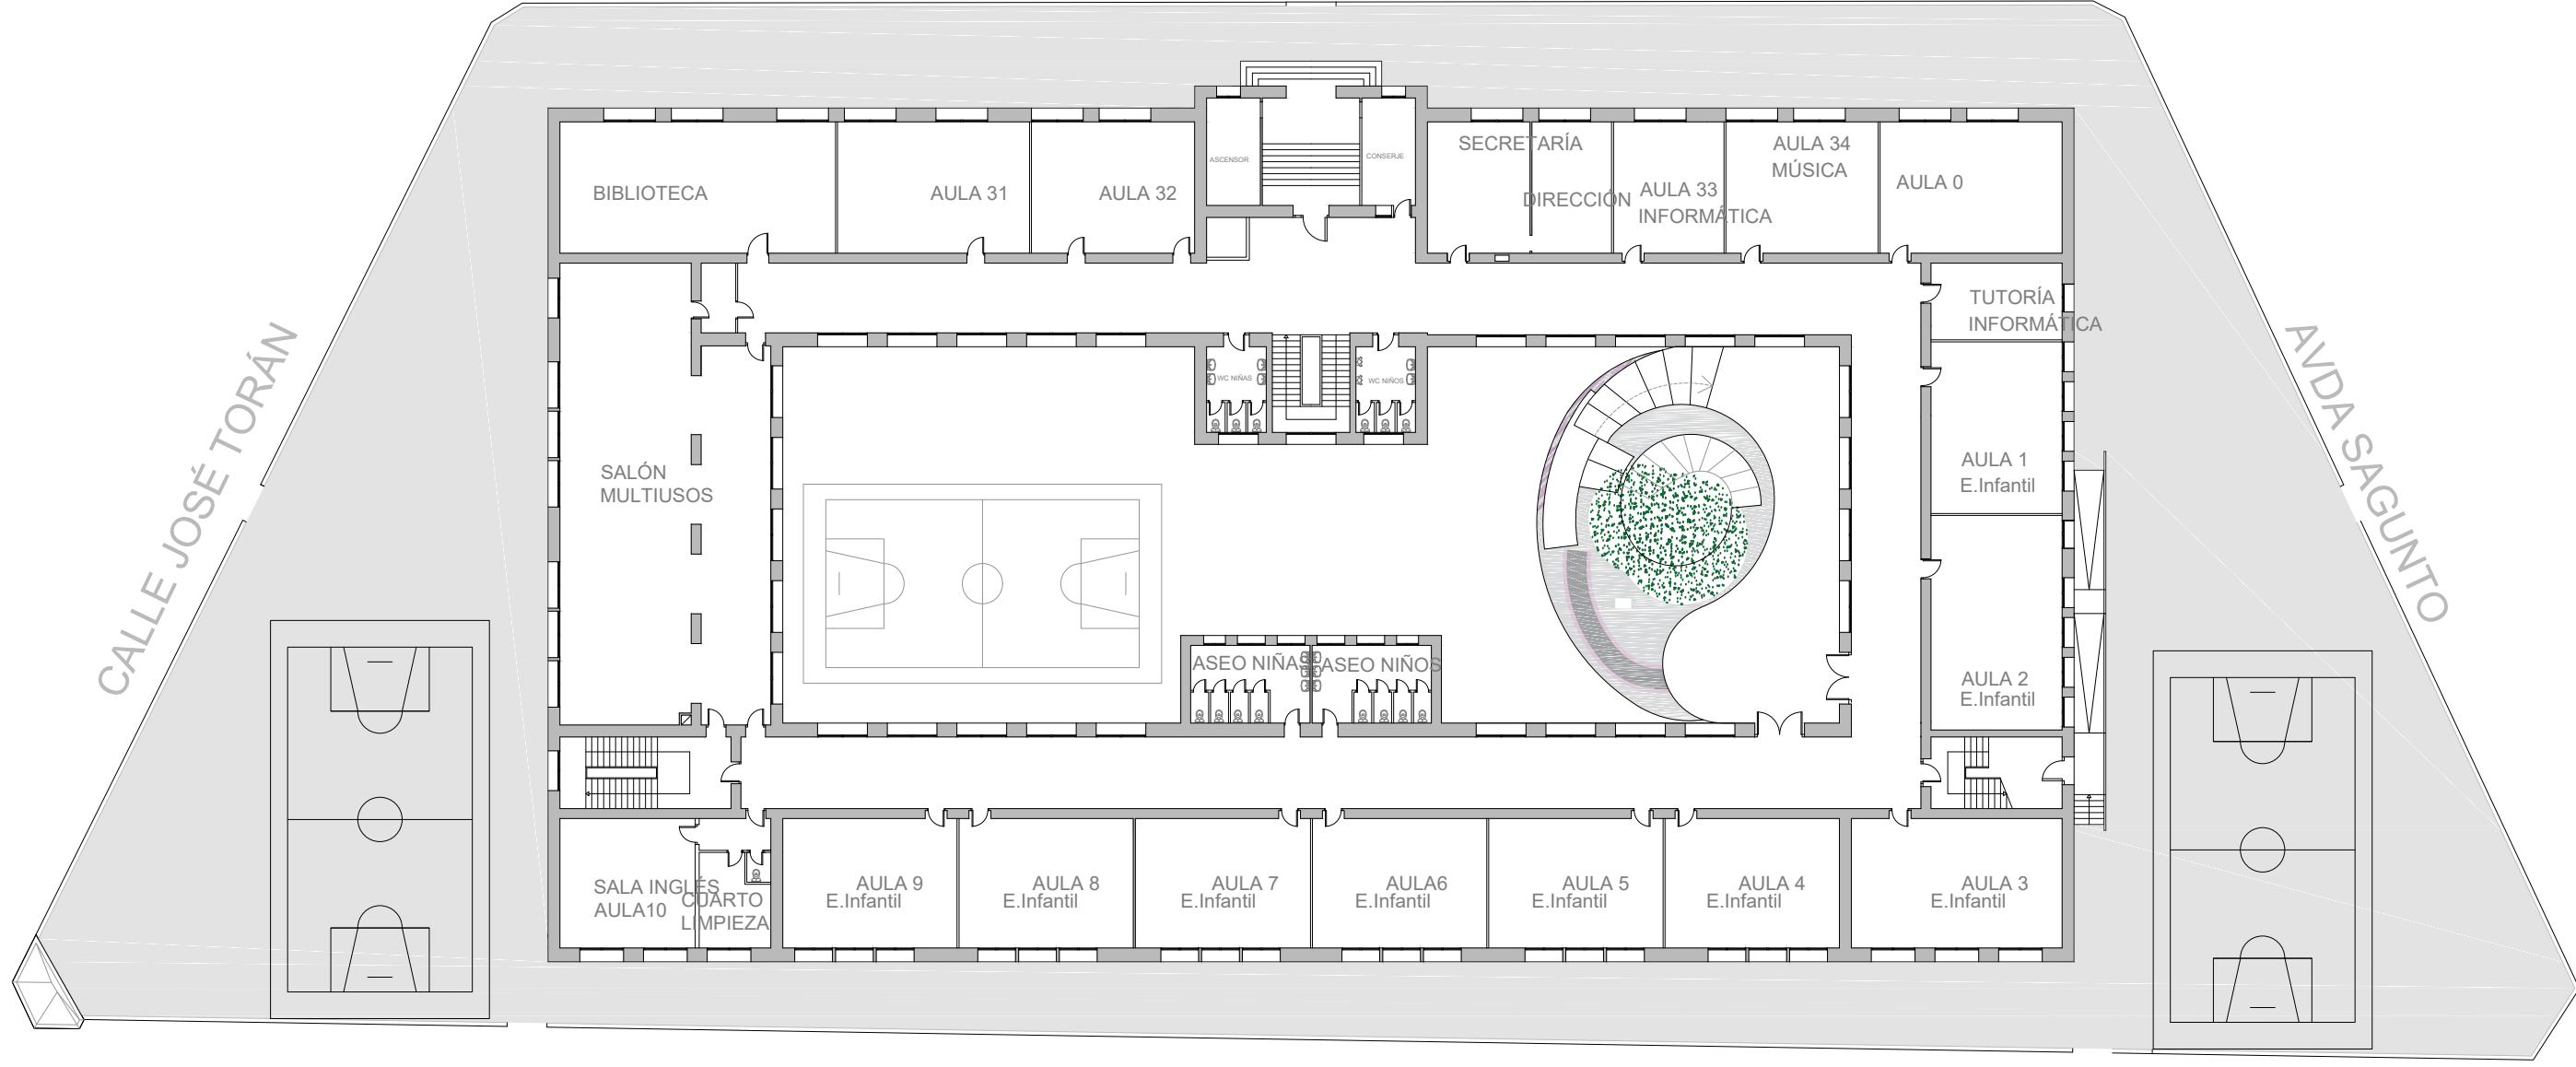 ASCENSOR
CONSERJE
SECRETARÍA
DIRECCIÓN
AULA 33
INFORMÁTICA
AULA 34
MÚSICA
AULA 0
BIBLIOTECA
AULA 31
AULA 32
TUTORÍA
INFORMÁTICA
CALLE JOSÉ TORÁN
AVDA SAGUNTO
WC NIÑAS
WC NIÑOS
SALÓN
MULTIUSOS
AULA 1
E.Infantil
ASEO NIÑAS
ASEO NIÑOS
AULA 2
E.Infantil
SALA INGLÉS
AULA10
CUARTO
LIMPIEZA
AULA 9
E.Infantil
AULA 8
E.Infantil
AULA 7
E.Infantil
AULA6
E.Infantil
AULA 5
E.Infantil
AULA 4
E.Infantil
AULA 3
E.Infantil